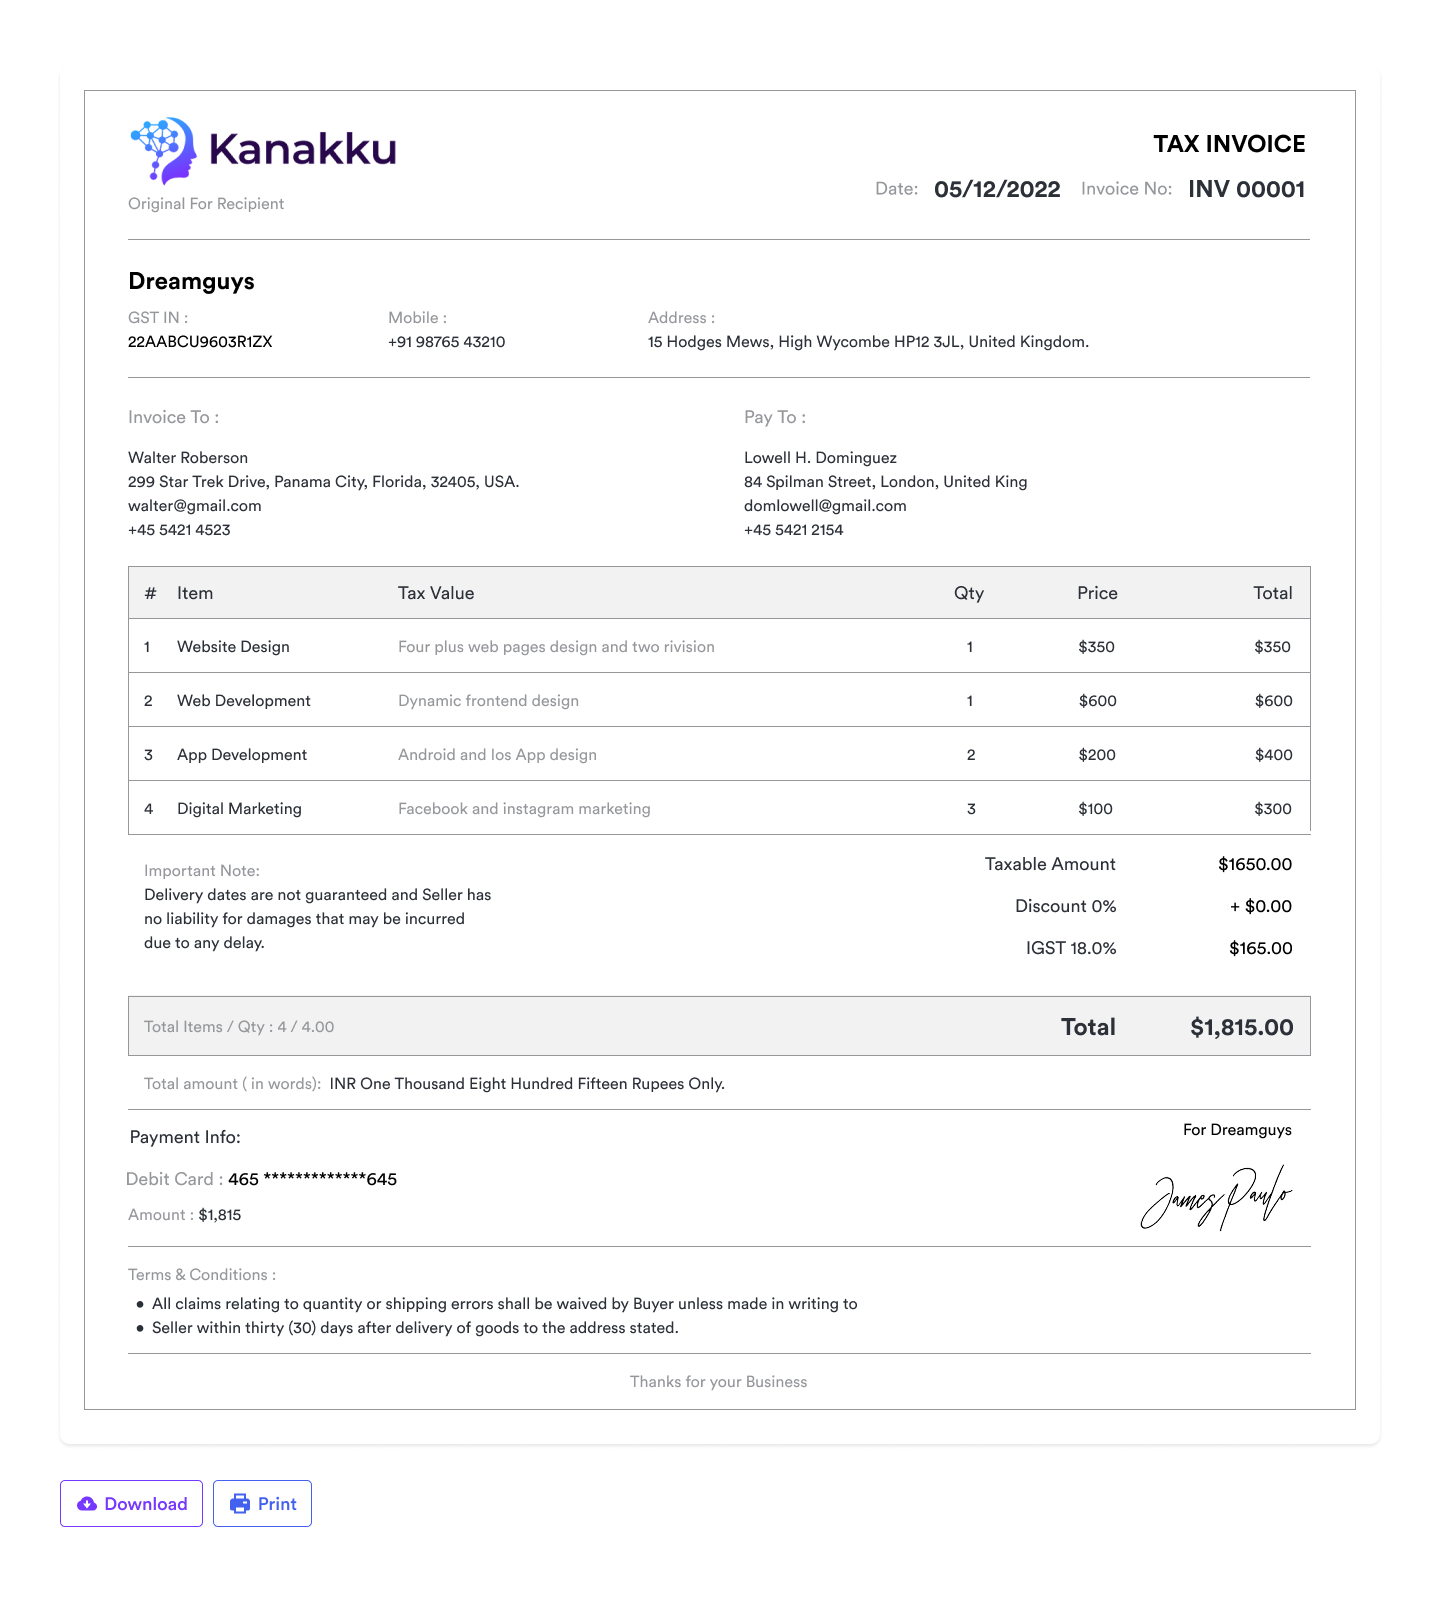 Kanakku
TAX INVOICE
Original For Recipient
Date: 05/12/2022 Invoice No: INV 00001
Dreamguys
GST IN :
22AABCU9603R1ZX
Mobile :
+91 98765 43210
Address :
15 Hodges Mews, High Wycombe HP12 3JL, United Kingdom.
Invoice To :
Walter Roberson
299 Star Trek Drive, Panama City, Florida, 32405, USA.
walter@gmail.com
+45 5421 4523
Pay To :
Lowell H. Dominguez
84 Spilman Street, London, United King
domlowell@gmail.com
+45 5421 2154
# Item Tax Value Qty Price Total
1 Website Design Four plus web pages design and two rivision 1 $350 $350
2 Web Development Dynamic frontend design 1 $600 $600
3 App Development Android and Ios App design 2 $200 $400
4 Digital Marketing Facebook and instagram marketing 3 $100 $300
Important Note:
Delivery dates are not guaranteed and Seller has
no liability for damages that may be incurred
due to any delay.
Taxable Amount $1650.00
Discount 0% + $0.00
IGST 18.0% $165.00
Total Items / Qty : 4 / 4.00 Total $1,815.00
Total amount ( in words): INR One Thousand Eight Hundred Fifteen Rupees Only.
Payment Info:
Debit Card : 465 *************645
Amount : $1,815
For Dreamguys
James Paulo
Terms & Conditions :
● All claims relating to quantity or shipping errors shall be waived by Buyer unless made in writing to
● Seller within thirty (30) days after delivery of goods to the address stated.
Thanks for your Business
Download Print